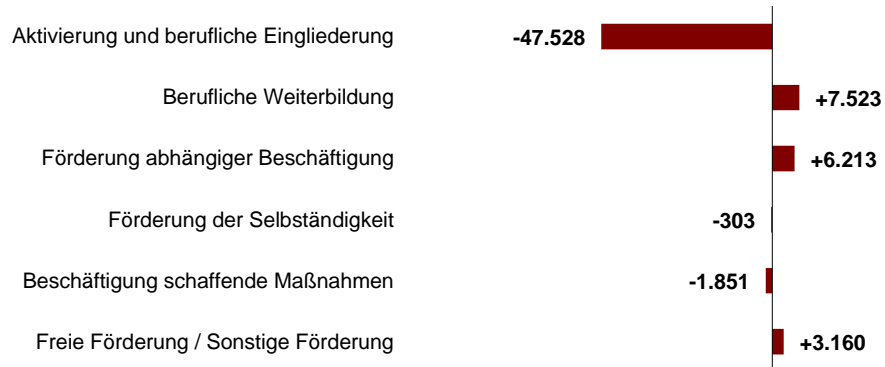 Aktivierung und berufliche Eingliederung -47.528
Berufliche Weiterbildung +7.523
Förderung abhängiger Beschäftigung +6.213
Förderung der Selbständigkeit -303
Beschäftigung schaffende Maßnahmen -1.851
Freie Förderung / Sonstige Förderung +3.160